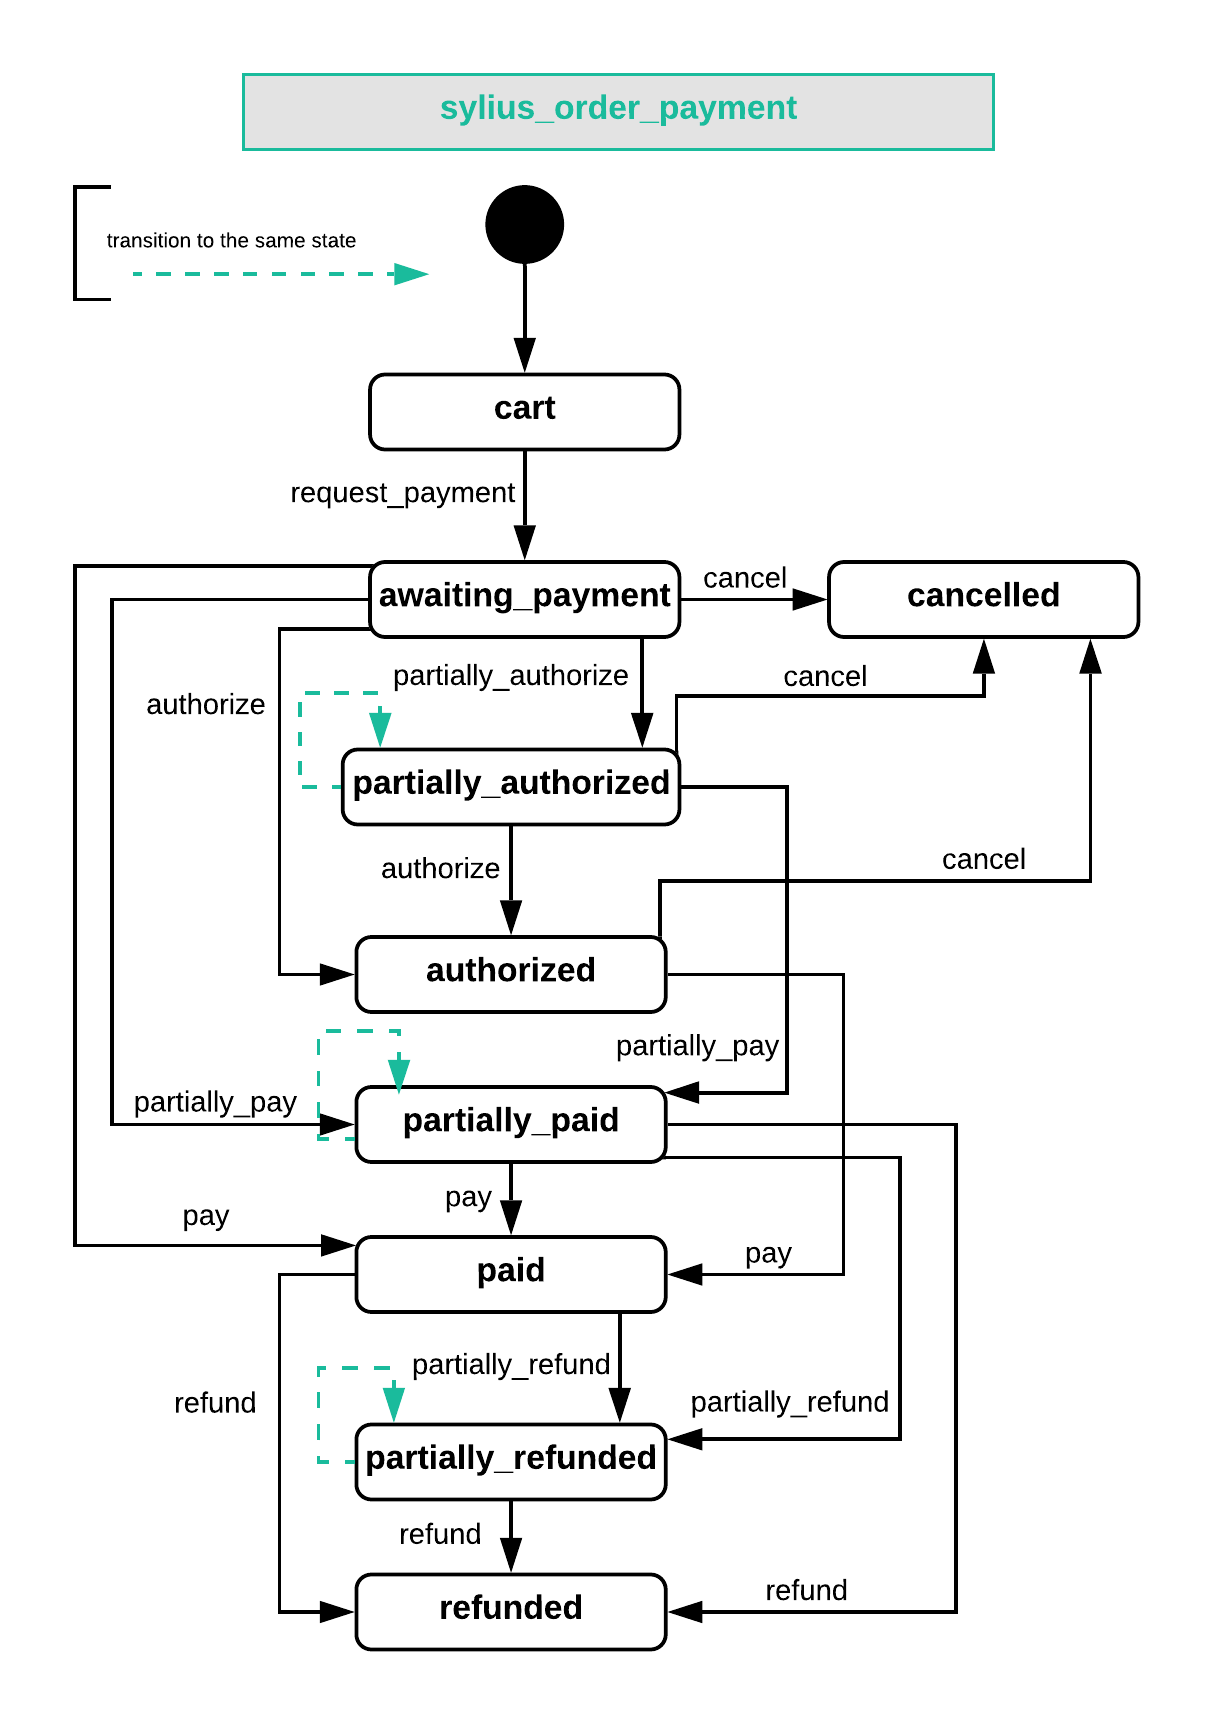 sylius_order_payment
transition to the same state
cart
request_payment
awaiting_payment
cancel
cancelled
partially_authorize
cancel
authorize
partially_authorized
authorize
cancel
authorized
partially_pay
partially_pay
partially_paid
pay
pay
pay
paid
partially_refund
refund
partially_refund
partially_refunded
refund
refund
refunded